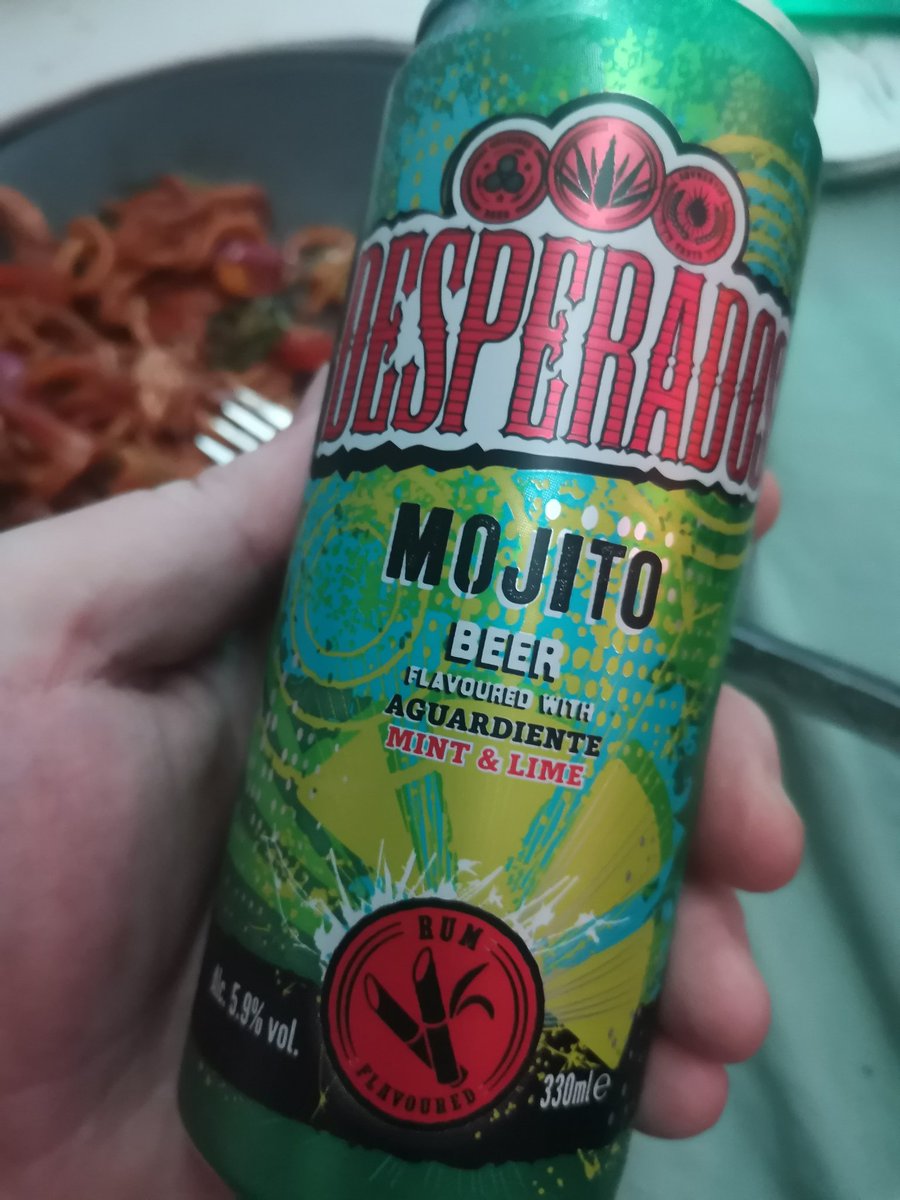 DESPERADOS
MOJITO
BEER
FLAVOURED WITH
AGUARDIENTE
MINT & LIME
RUM
FLAVOURED
Alc. 5.9% vol.
330ml e